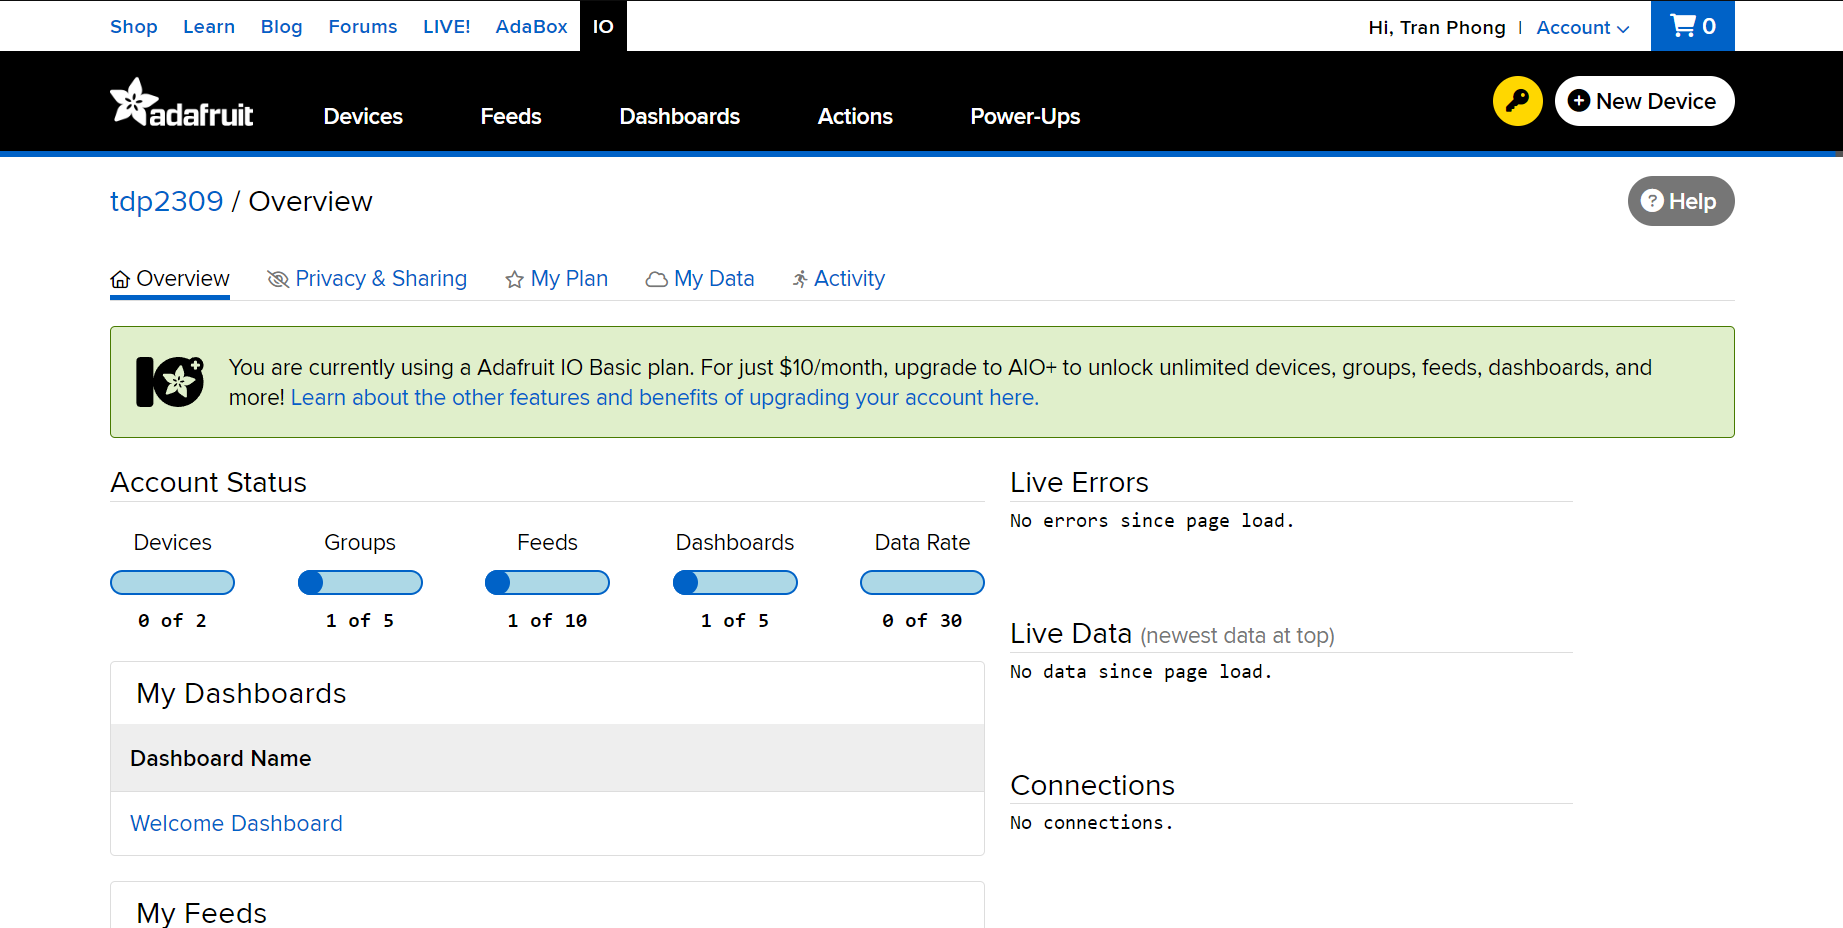 Shop Learn Blog Forums LIVE! AdaBox IO
Hi, Tran Phong | Account 0
adafruit Devices Feeds Dashboards Actions Power-Ups New Device
tdp2309 / Overview
? Help
Overview Privacy & Sharing My Plan My Data Activity
You are currently using a Adafruit IO Basic plan. For just $10/month, upgrade to AIO+ to unlock unlimited devices, groups, feeds, dashboards, and
more! Learn about the other features and benefits of upgrading your account here.
Account Status
Devices Groups Feeds Dashboards Data Rate
0 of 2 1 of 5 1 of 10 1 of 5 0 of 30
My Dashboards
Dashboard Name
Welcome Dashboard
My Feeds
Live Errors
No errors since page load.
Live Data (newest data at top)
No data since page load.
Connections
No connections.